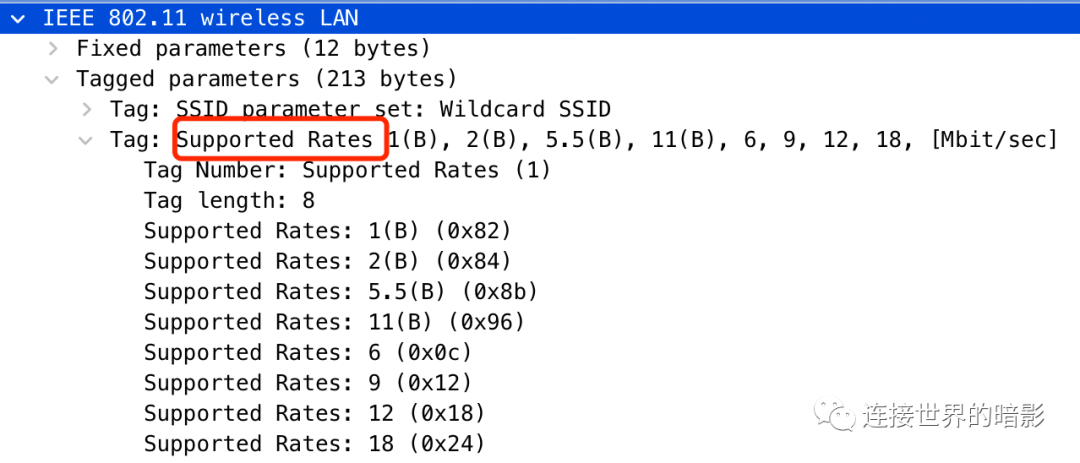 IEEE 802.11 wireless LAN
Fixed parameters (12 bytes)
Tagged parameters (213 bytes)
Tag: SSID parameter set: Wildcard SSID
Tag: Supported Rates 1(B), 2(B), 5.5(B), 11(B), 6, 9, 12, 18, [Mbit/sec]
Tag Number: Supported Rates (1)
Tag length: 8
Supported Rates: 1(B) (0x82)
Supported Rates: 2(B) (0x84)
Supported Rates: 5.5(B) (0x8b)
Supported Rates: 11(B) (0x96)
Supported Rates: 6 (0x0c)
Supported Rates: 9 (0x12)
Supported Rates: 12 (0x18)
Supported Rates: 18 (0x24)
连接世界的暗影